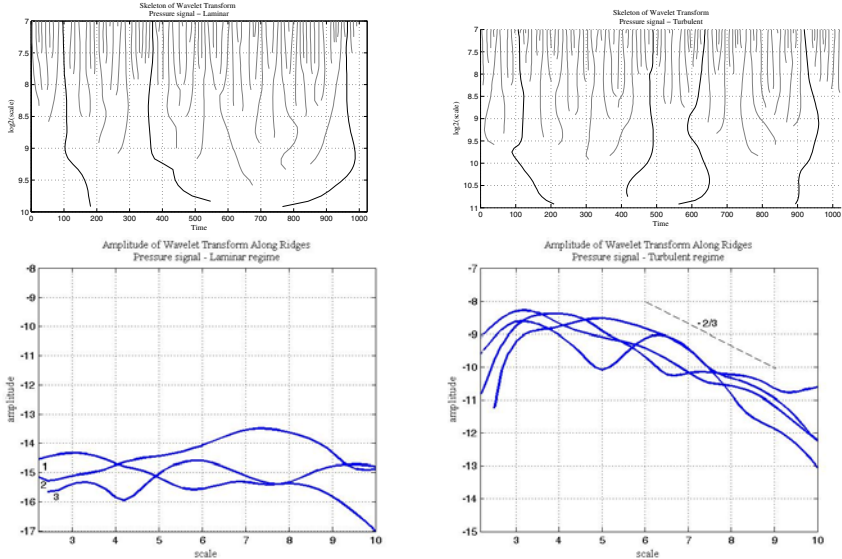 Skeleton of Wavelet Transform
Pressure signal – Laminar
7
7.5
8
8.5
9
9.5
10
log2(scale)
0 100 200 300 400 500 600 700 800 900 1000
Time
Skeleton of Wavelet Transform
Pressure signal – Turbulent
7
7.5
8
8.5
9
9.5
10
10.5
11
log2(scale)
0 100 200 300 400 500 600 700 800 900 1000
Time
Amplitude of Wavelet Transform Along Ridges
Pressure signal - Laminar regime
-8
-9
-10
-11
-12
-13
-14
-15
-16
-17
amplitude
1
2
3
3 4 5 6 7 8 9 10
scale
Amplitude of Wavelet Transform Along Ridges
Pressure signal - Turbulent regime
-7
-8
-9
-10
-11
-12
-13
-14
-15
amplitude
- 2/3
3 4 5 6 7 8 9 10
scale